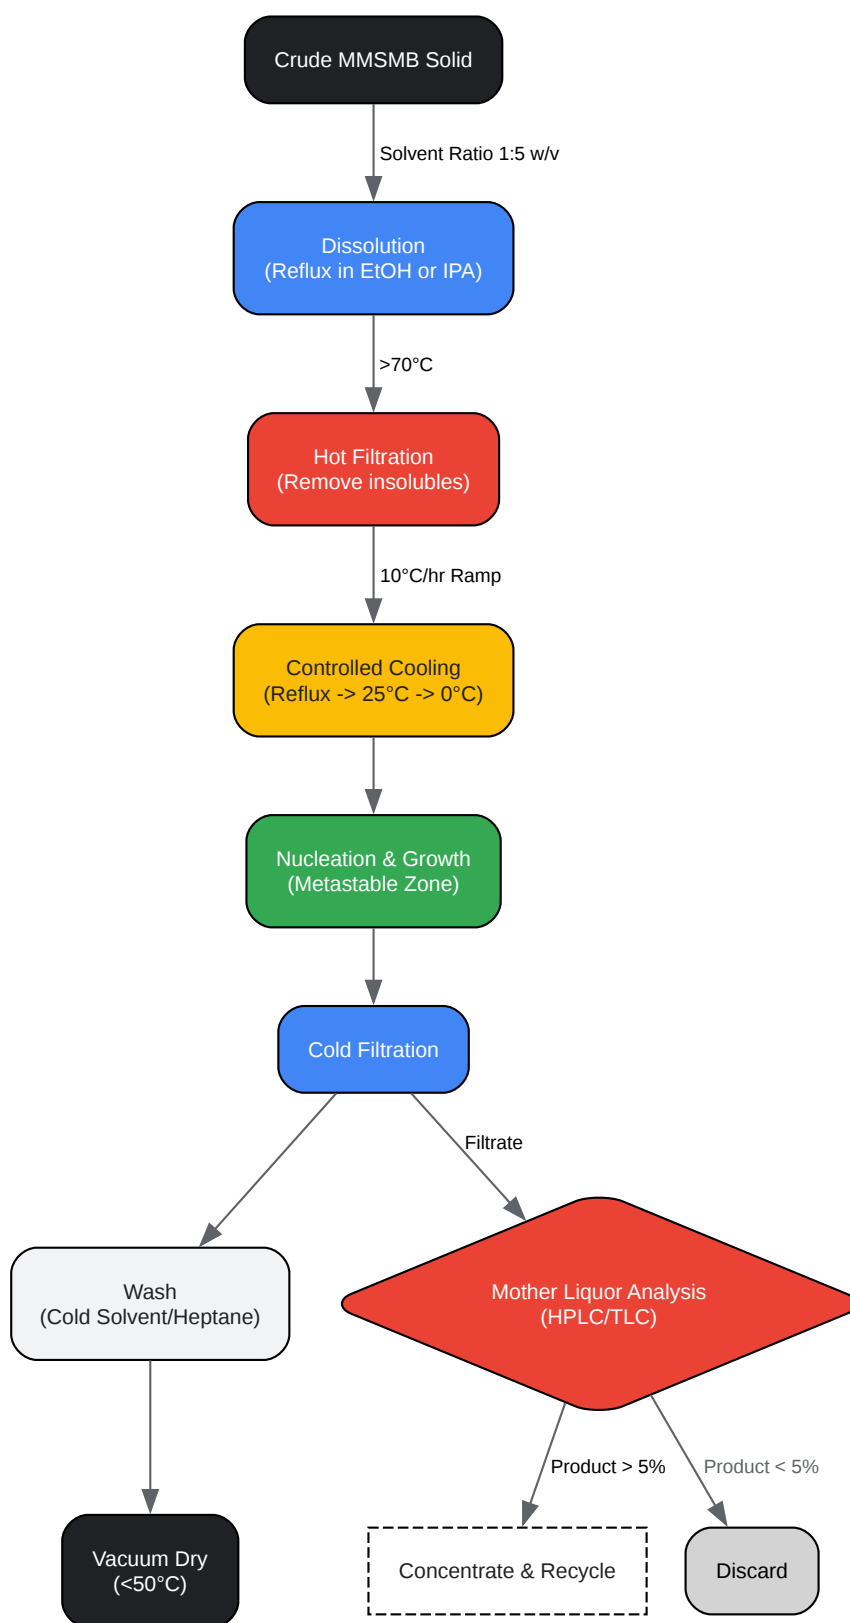 Crude MMSMB Solid
Solvent Ratio 1:5 w/v
Dissolution
(Reflux in EtOH or IPA)
>70°C
Hot Filtration
(Remove insolubles)
10°C/hr Ramp
Controlled Cooling
(Reflux -> 25°C -> 0°C)
Nucleation & Growth
(Metastable Zone)
Cold Filtration
Filtrate
Wash
(Cold Solvent/Heptane)
Mother Liquor Analysis
(HPLC/TLC)
Product > 5%
Product < 5%
Vacuum Dry
(<50°C)
Concentrate & Recycle
Discard